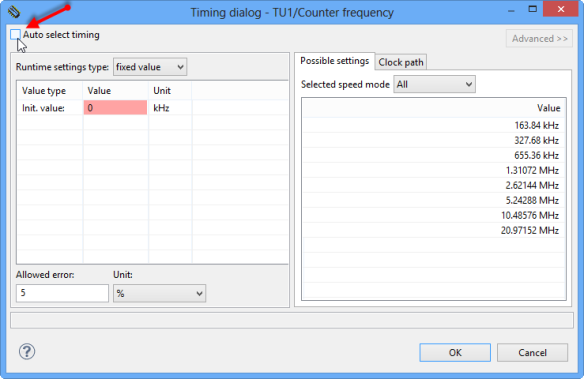 Timing dialog - TU1/Counter frequency
Auto select timing
Advanced >>
Runtime settings type: fixed value
Value type Value Unit
Init. value: 0 kHz
Allowed error: Unit:
5 %
Possible settings Clock path
Selected speed mode All
Value
163.84 kHz
327.68 kHz
655.36 kHz
1.31072 MHz
2.62144 MHz
5.24288 MHz
10.48576 MHz
20.97152 MHz
? OK Cancel